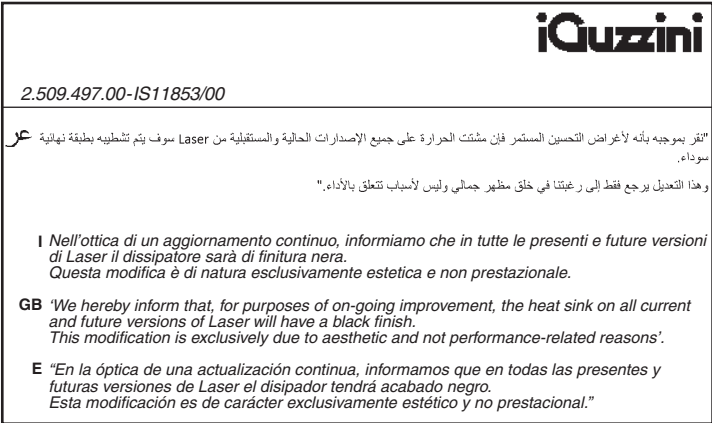 iGuzzini
2.509.497.00-IS11853/00
عر "نقر بموجبه بأنه لأغراض التحسين المستمر فإن مشتت الحرارة على جميع الإصدارات الحالية والمستقبلية من Laser سوف يتم تشطيبه بطبقة نهائية
سوداء.
وهذا التعديل يرجع فقط إلى رغبتنا في خلق مظهر جمالي وليس لأسباب تتعلق بالأداء."
I Nell'ottica di un aggiornamento continuo, informiamo che in tutte le presenti e future versioni
di Laser il dissipatore sarà di finitura nera.
Questa modifica è di natura esclusivamente estetica e non prestazionale.
GB ‘We hereby inform that, for purposes of on-going improvement, the heat sink on all current
and future versions of Laser will have a black finish.
This modification is exclusively due to aesthetic and not performance-related reasons’.
E “En la óptica de una actualización continua, informamos que en todas las presentes y
futuras versiones de Laser el disipador tendrá acabado negro.
Esta modificación es de carácter exclusivamente estético y no prestacional.”